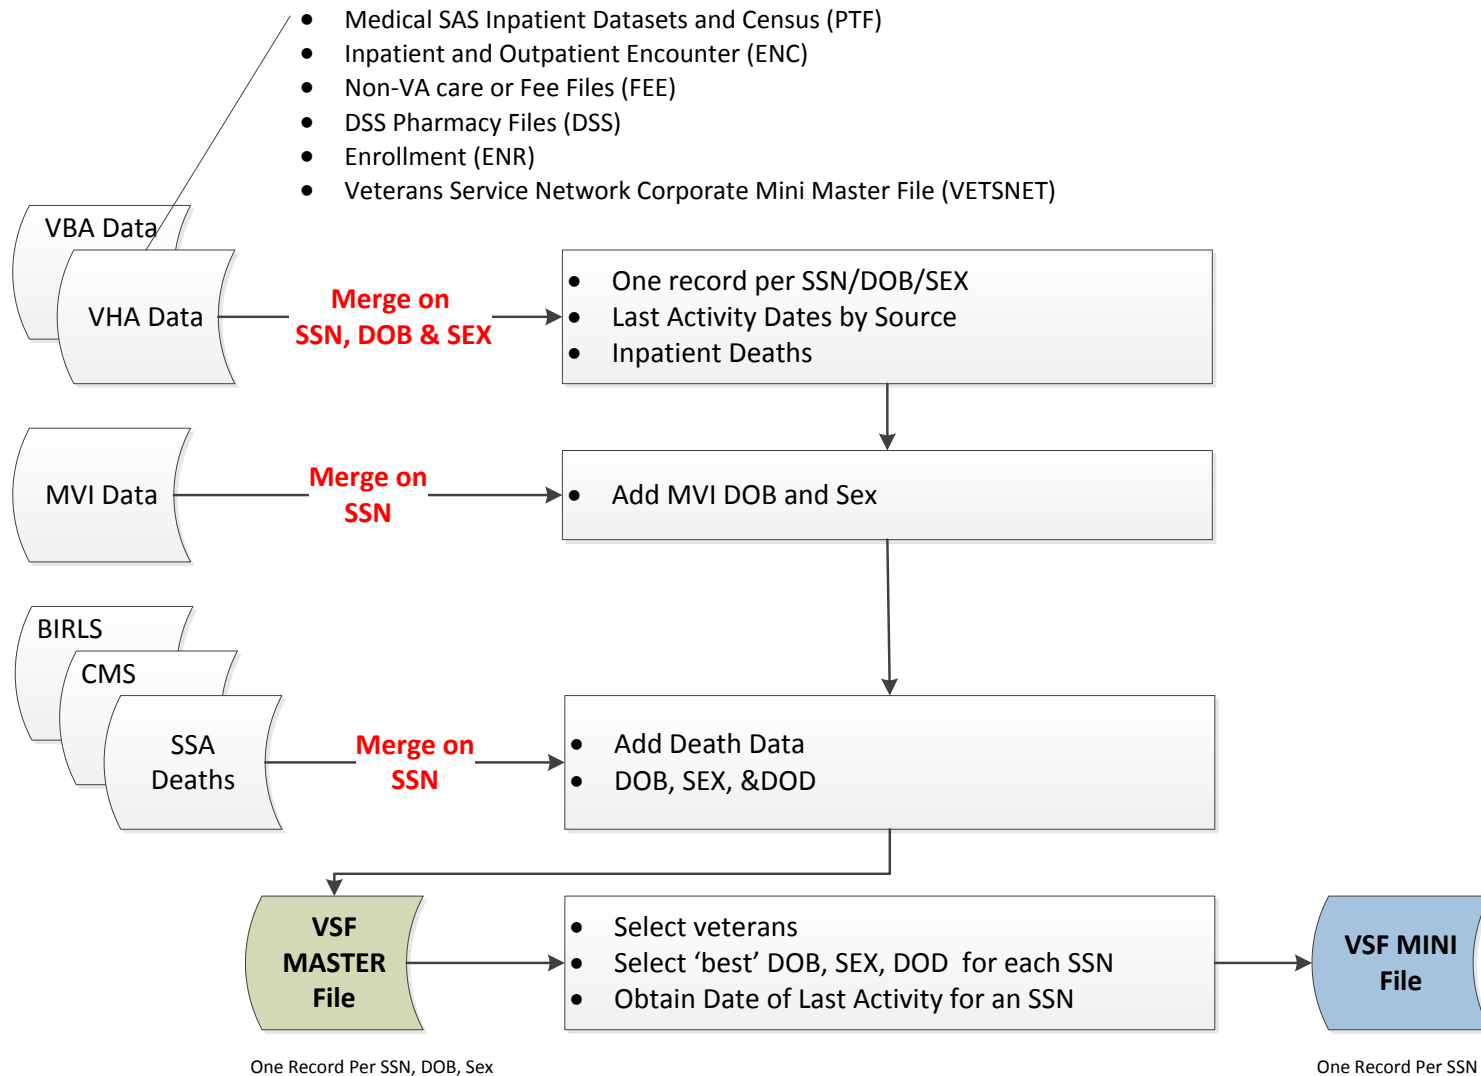 • Medical SAS Inpatient Datasets and Census (PTF)
• Inpatient and Outpatient Encounter (ENC)
• Non-VA care or Fee Files (FEE)
• DSS Pharmacy Files (DSS)
• Enrollment (ENR)
• Veterans Service Network Corporate Mini Master File (VETSNET)
VBA Data
VHA Data
Merge on
SSN, DOB & SEX
• One record per SSN/DOB/SEX
• Last Activity Dates by Source
• Inpatient Deaths
MVI Data
Merge on
SSN
• Add MVI DOB and Sex
BIRLS
CMS
SSA
Deaths
Merge on
SSN
• Add Death Data
• DOB, SEX, &DOD
VSF
MASTER
File
• Select veterans
• Select ‘best’ DOB, SEX, DOD for each SSN
• Obtain Date of Last Activity for an SSN
VSF MINI
File
One Record Per SSN, DOB, Sex
One Record Per SSN